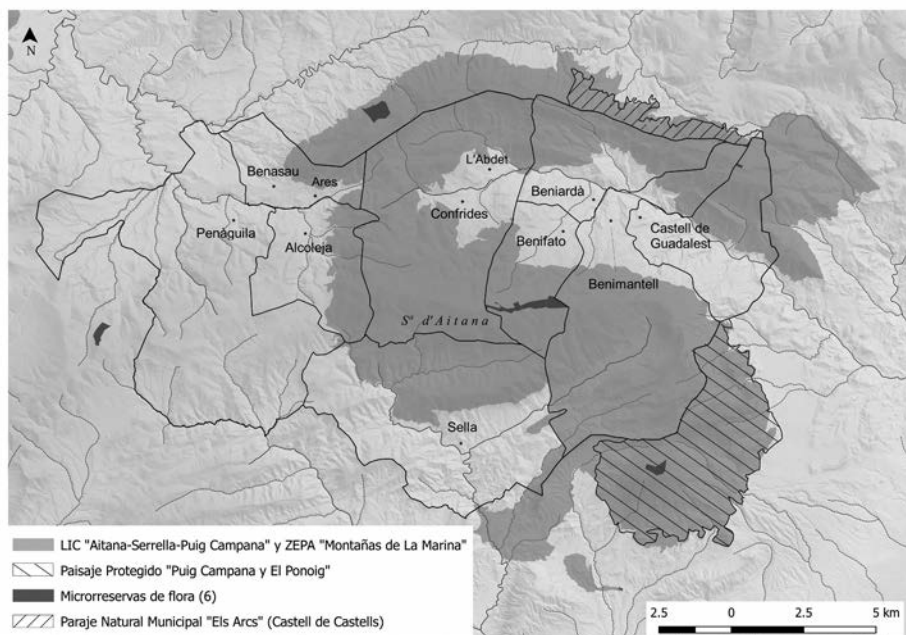 N
L'Abdet
Benasau
Ares
Beniardà
Confrides
Penàguila
Castell de
Guadalest
Alcoleja
Benifato
Benimantell
Sª d'Aitana
Sella
LIC "Aitana-Serrella-Puig Campana" y ZEPA "Montañas de La Marina"
Paisaje Protegido "Puig Campana y El Ponoig"
Microrreservas de flora (6)
Paraje Natural Municipal "Els Arcs" (Castell de Castells)
2.5 0 2.5 5 km